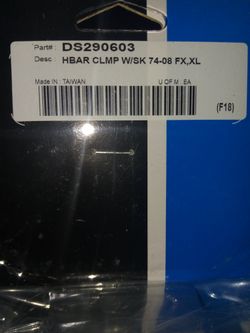 Part#: DS290603
Desc HBAR CLMP W/SK 74-08 FX,XL
Made IN : TAIWAN U OF M : EA
(F18)